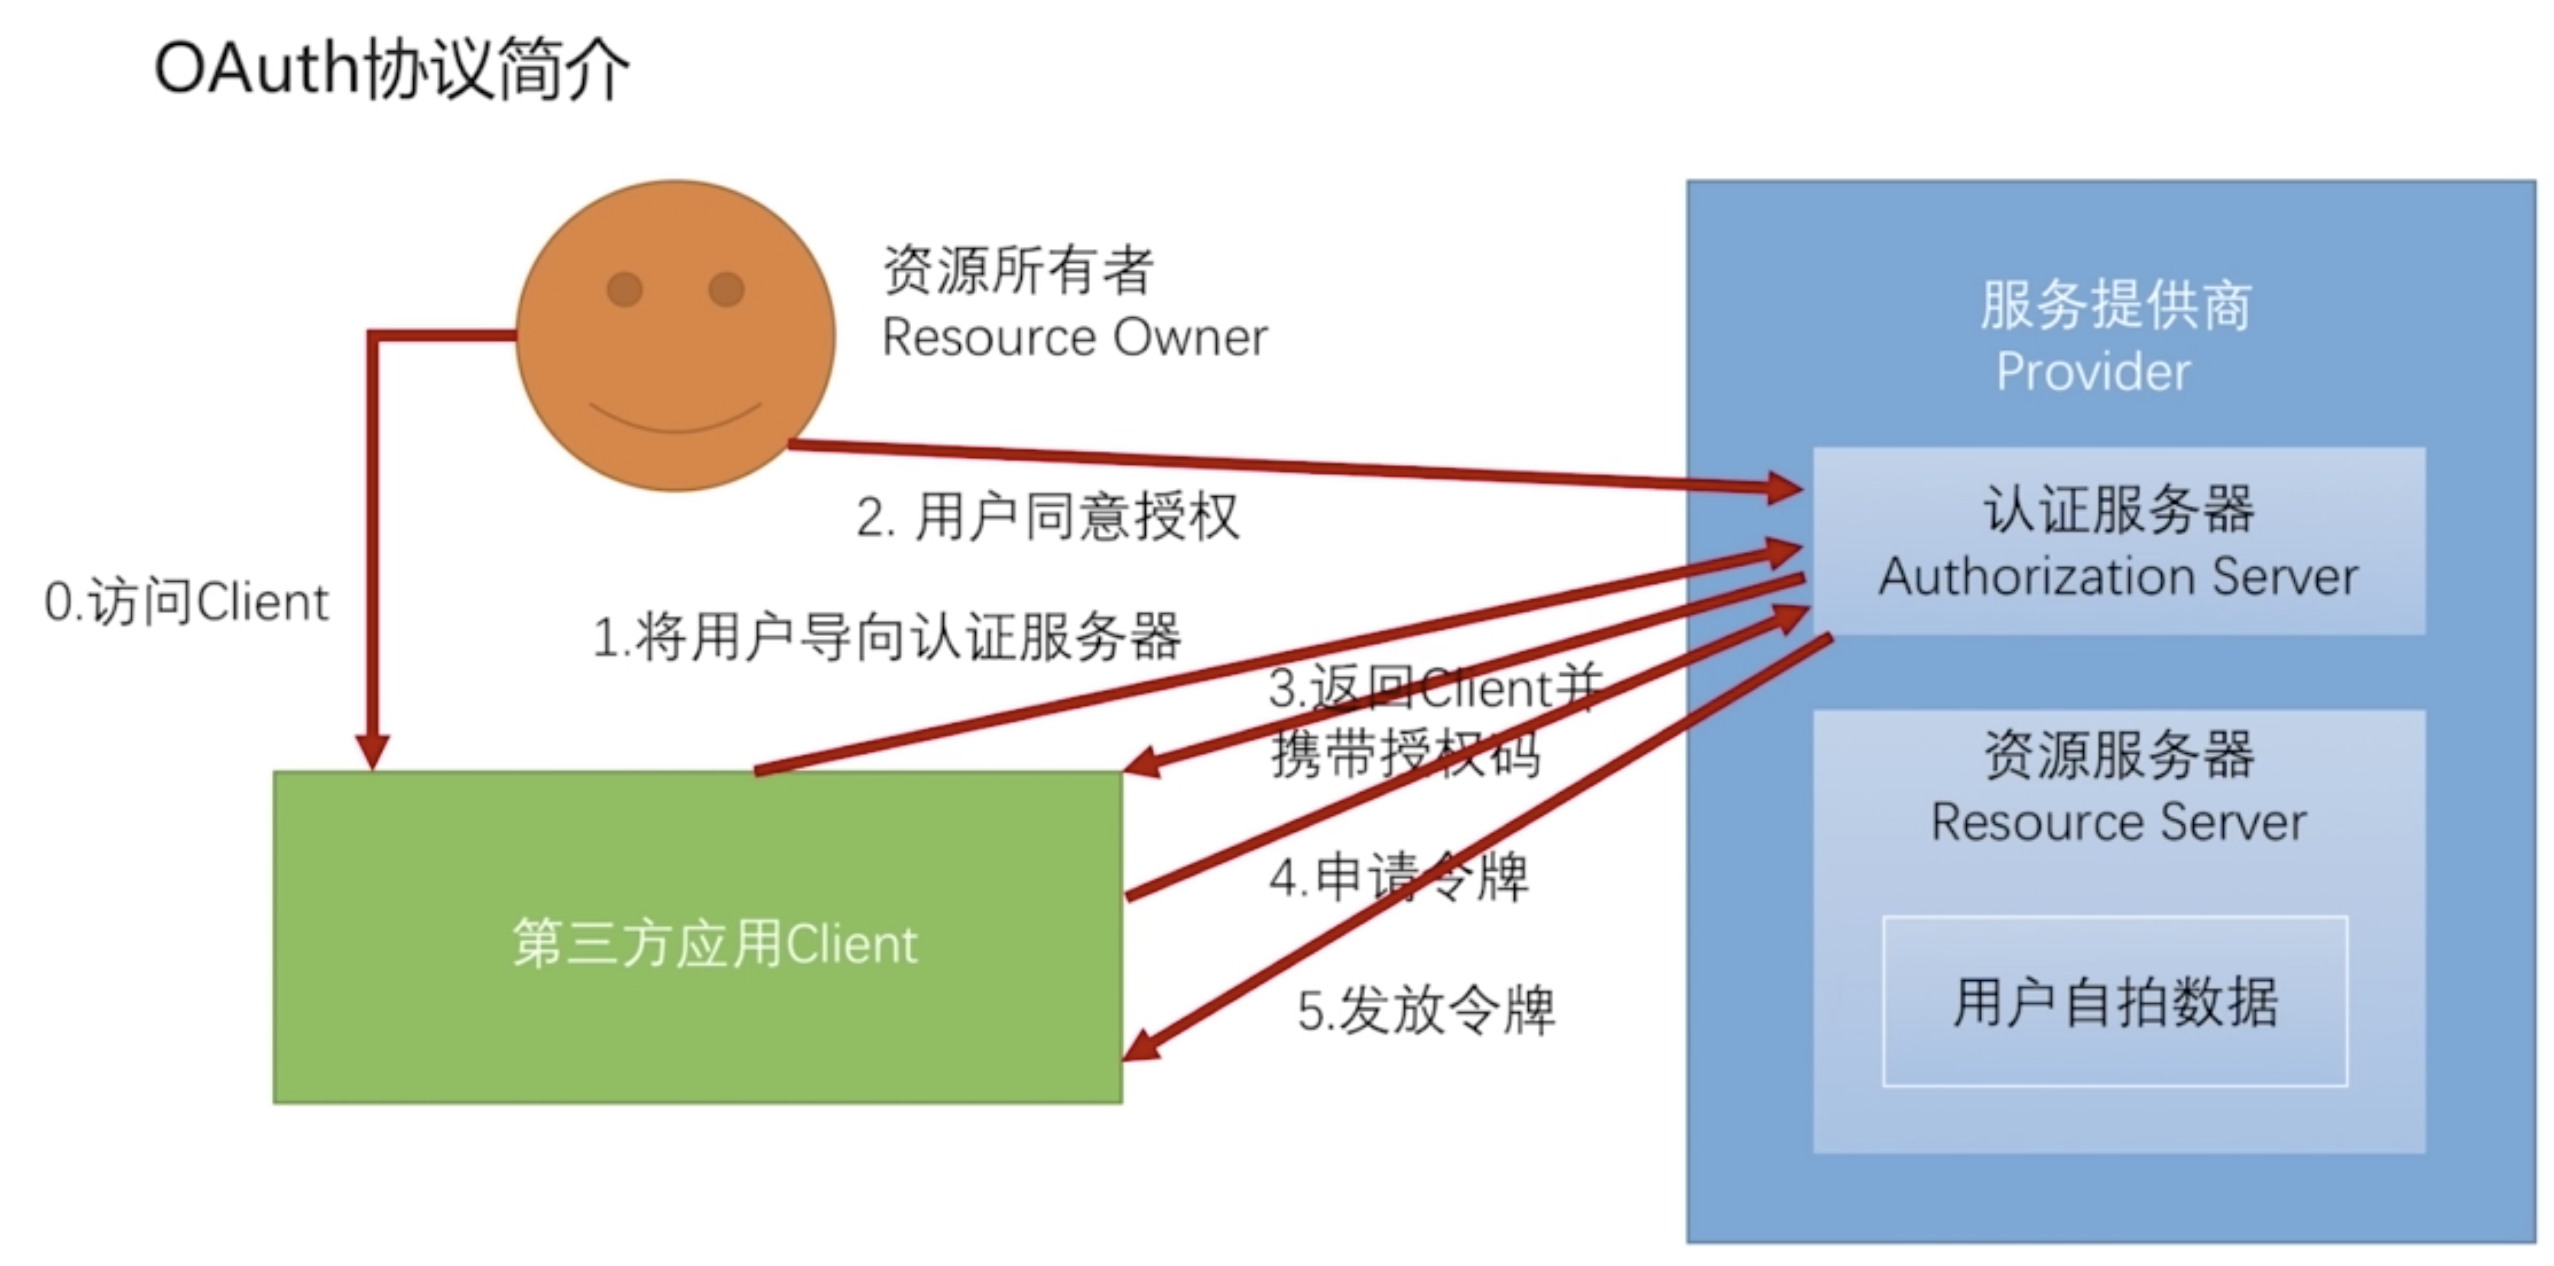 OAuth协议简介
资源所有者
Resource Owner
服务提供商
Provider
2. 用户同意授权
认证服务器
Authorization Server
0.访问Client
1.将用户导向认证服务器
3.返回Client并
携带授权码
资源服务器
Resource Server
4.申请令牌
第三方应用Client
5.发放令牌
用户自拍数据